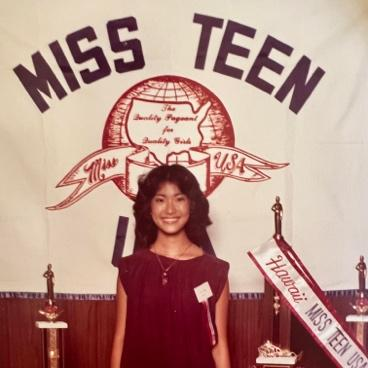 MISS TEEN
The
Quality Pageant
for
Quality Girls
Miss USA
U
Hawaii MISS TEEN USA